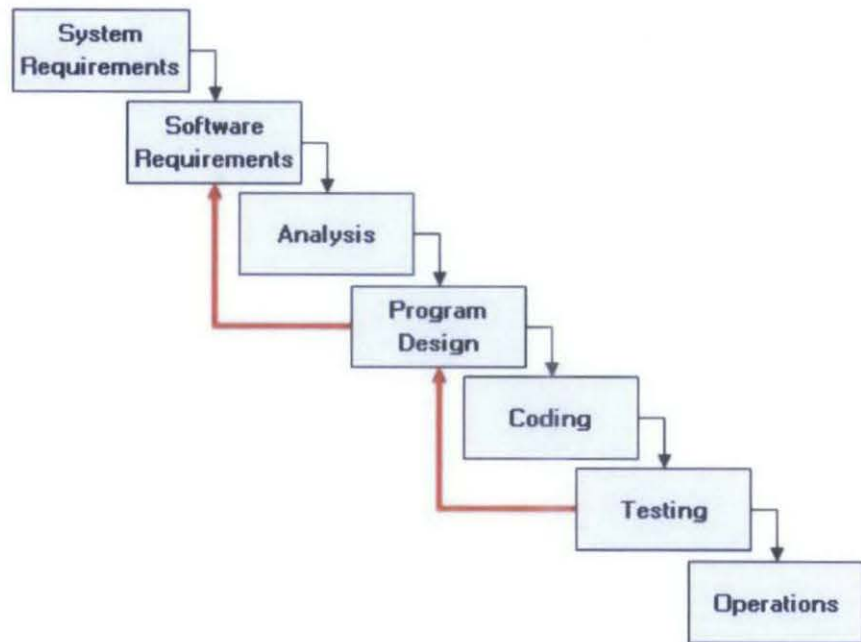 System
Requirements
Software
Requirements
Analysis
Program
Design
Coding
Testing
Operations